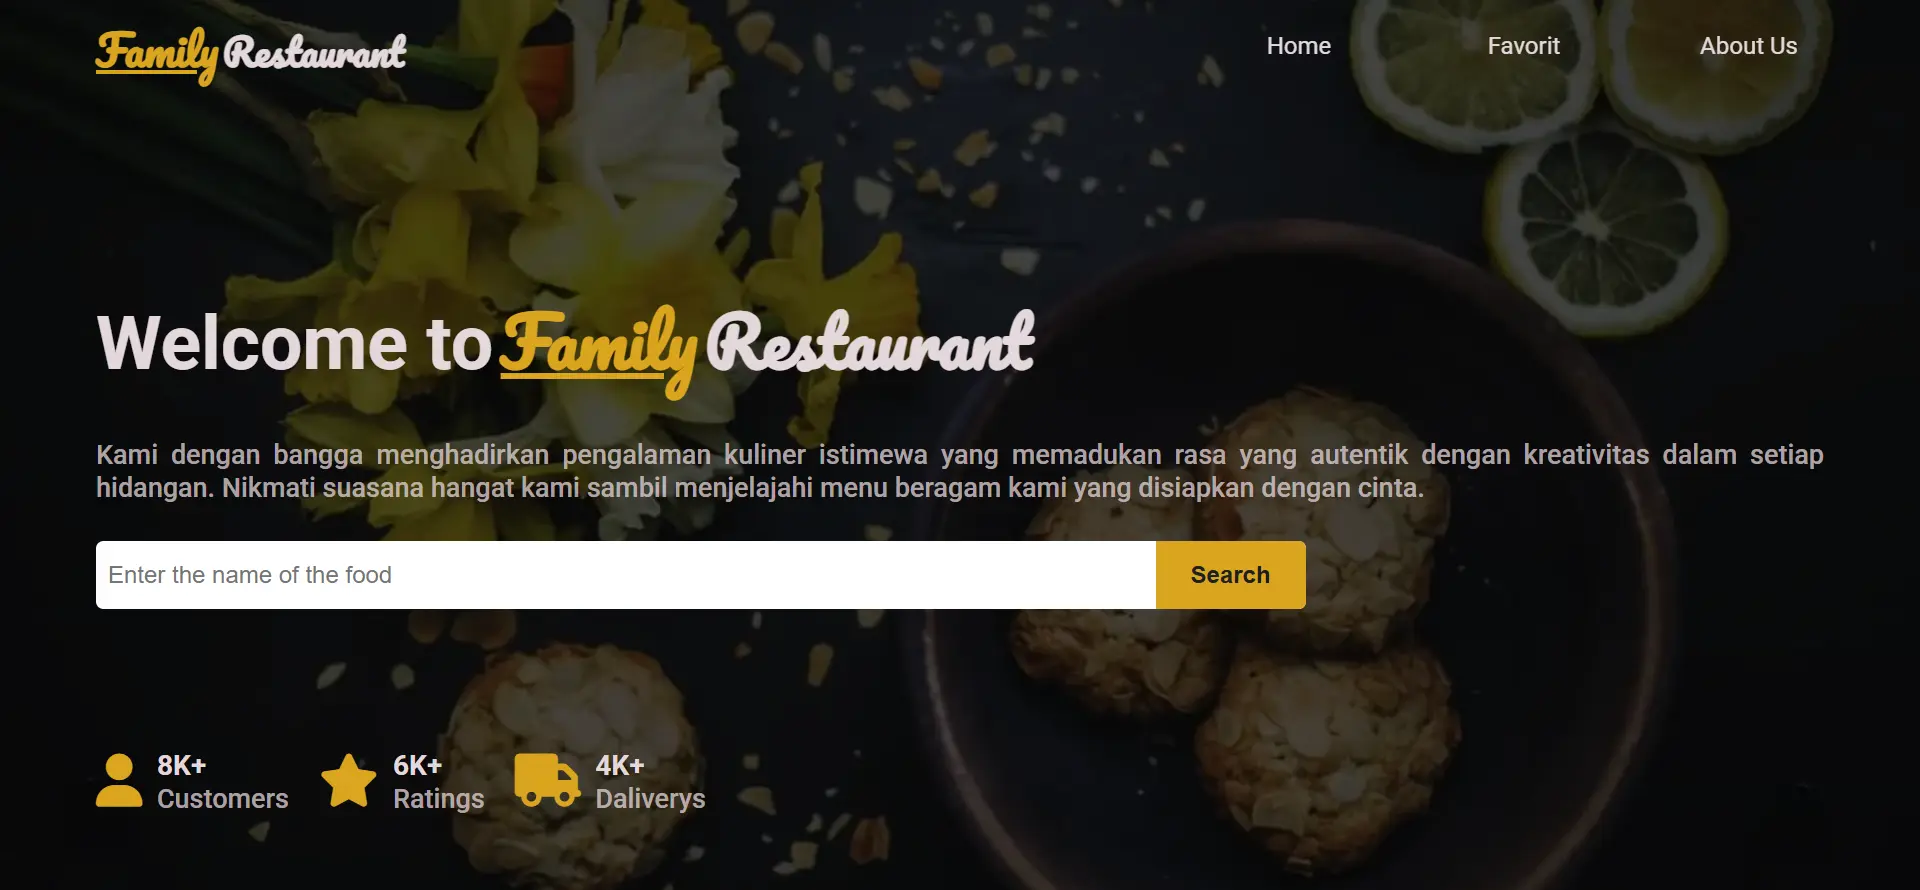 Family Restaurant
Home
Favorit
About Us
Welcome to Family Restaurant
Kami dengan bangga menghadirkan pengalaman kuliner istimewa yang memadukan rasa yang autentik dengan kreativitas dalam setiap
hidangan. Nikmati suasana hangat kami sambil menjelajahi menu beragam kami yang disiapkan dengan cinta.
Enter the name of the food
Search
8K+
Customers
6K+
Ratings
4K+
Daliverys